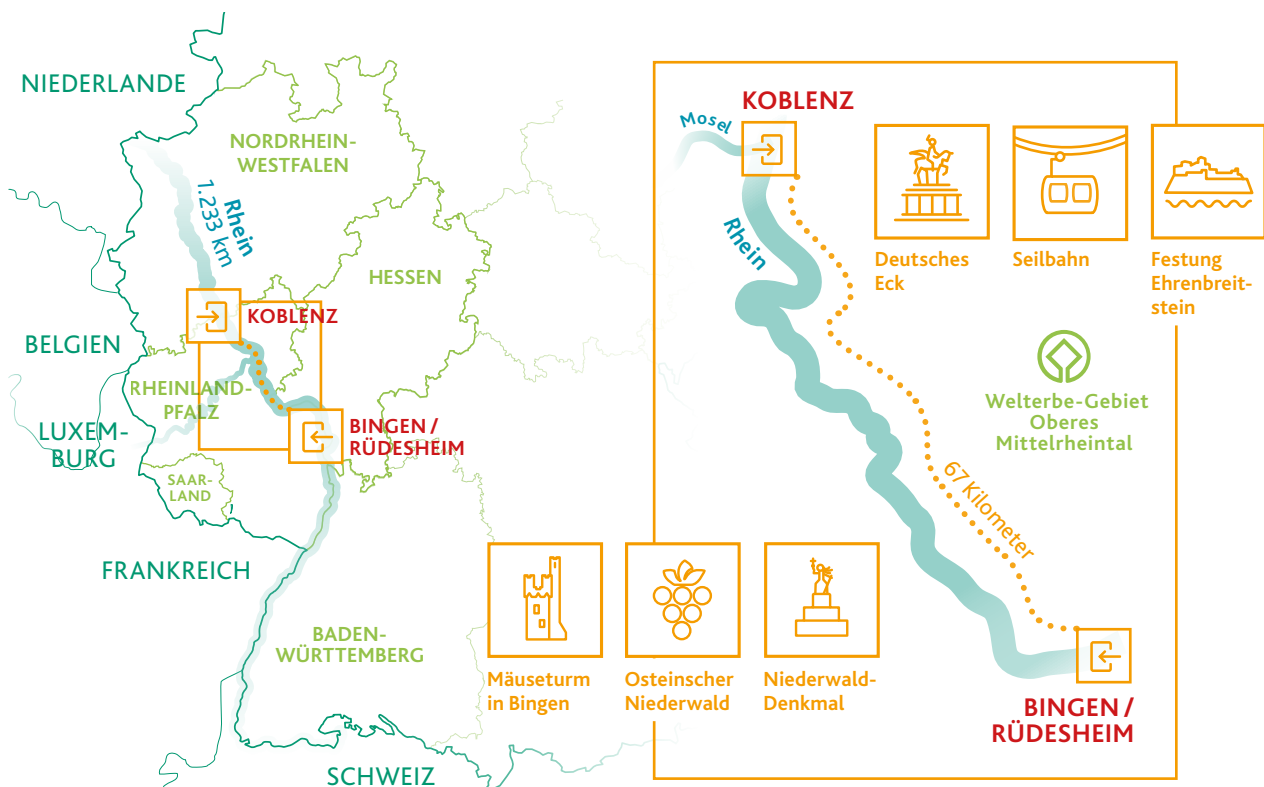 NIEDERLANDE
NORDRHEIN-
WESTFALEN
Rhein
1.233 km
HESSEN
KOBLENZ
BELGIEN
RHEINLAND-
PFALZ
LUXEM-
BURG
BINGEN /
RÜDESHEIM
SAAR-
LAND
FRANKREICH
BADEN-
WÜRTTEMBERG
SCHWEIZ
KOBLENZ
Mosel
Rhein
Deutsches
Eck
Seilbahn
Festung
Ehrenbreit-
stein
Welterbe-Gebiet
Oberes
Mittelrheintal
67 Kilometer
Mäuseturm
in Bingen
Osteinscher
Niederwald
Niederwald-
Denkmal
BINGEN /
RÜDESHEIM